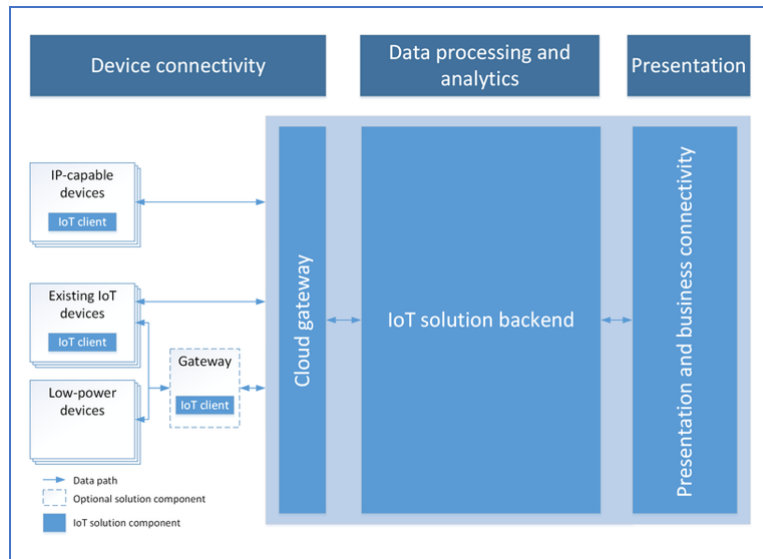 Device connectivity
Data processing and
analytics
Presentation
IP-capable
devices
IoT client
Existing IoT
devices
IoT client
Low-power
devices
Gateway
IoT client
Cloud gateway
IoT solution backend
Presentation and business connectivity
Data path
Optional solution component
IoT solution component